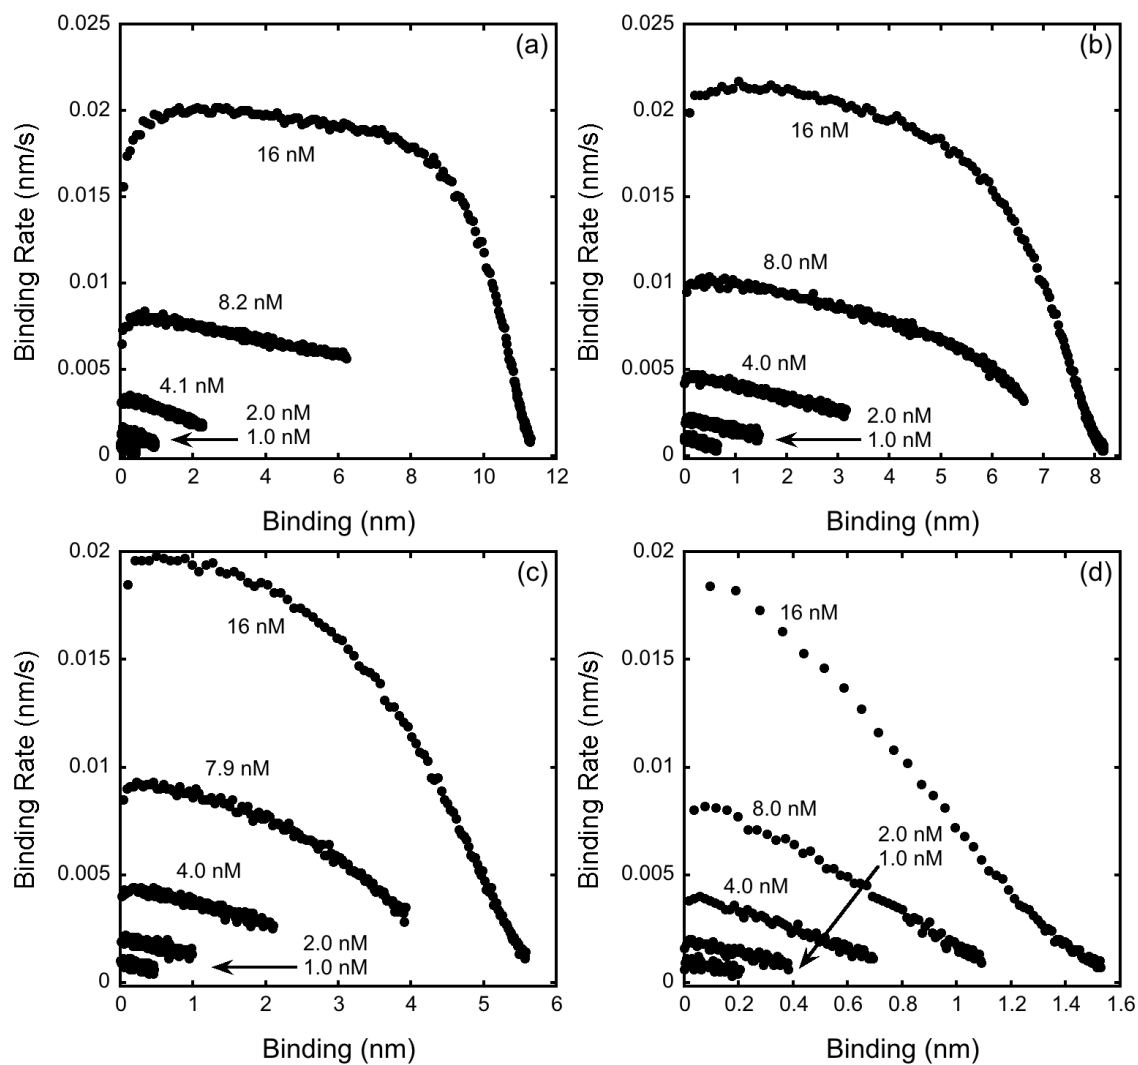 (a)
0.025
0.02
0.015
0.01
0.005
0
Binding Rate (nm/s)
16 nM
8.2 nM
4.1 nM
2.0 nM
1.0 nM
0 2 4 6 8 10 12
Binding (nm)
(b)
0.025
0.02
0.015
0.01
0.005
0
Binding Rate (nm/s)
16 nM
8.0 nM
4.0 nM
2.0 nM
1.0 nM
0 1 2 3 4 5 6 7 8
Binding (nm)
(c)
0.02
0.015
0.01
0.005
0
Binding Rate (nm/s)
16 nM
7.9 nM
4.0 nM
2.0 nM
1.0 nM
0 1 2 3 4 5 6
Binding (nm)
(d)
0.02
0.015
0.01
0.005
0
Binding Rate (nm/s)
16 nM
8.0 nM
2.0 nM
1.0 nM
4.0 nM
0 0.2 0.4 0.6 0.8 1 1.2 1.4 1.6
Binding (nm)